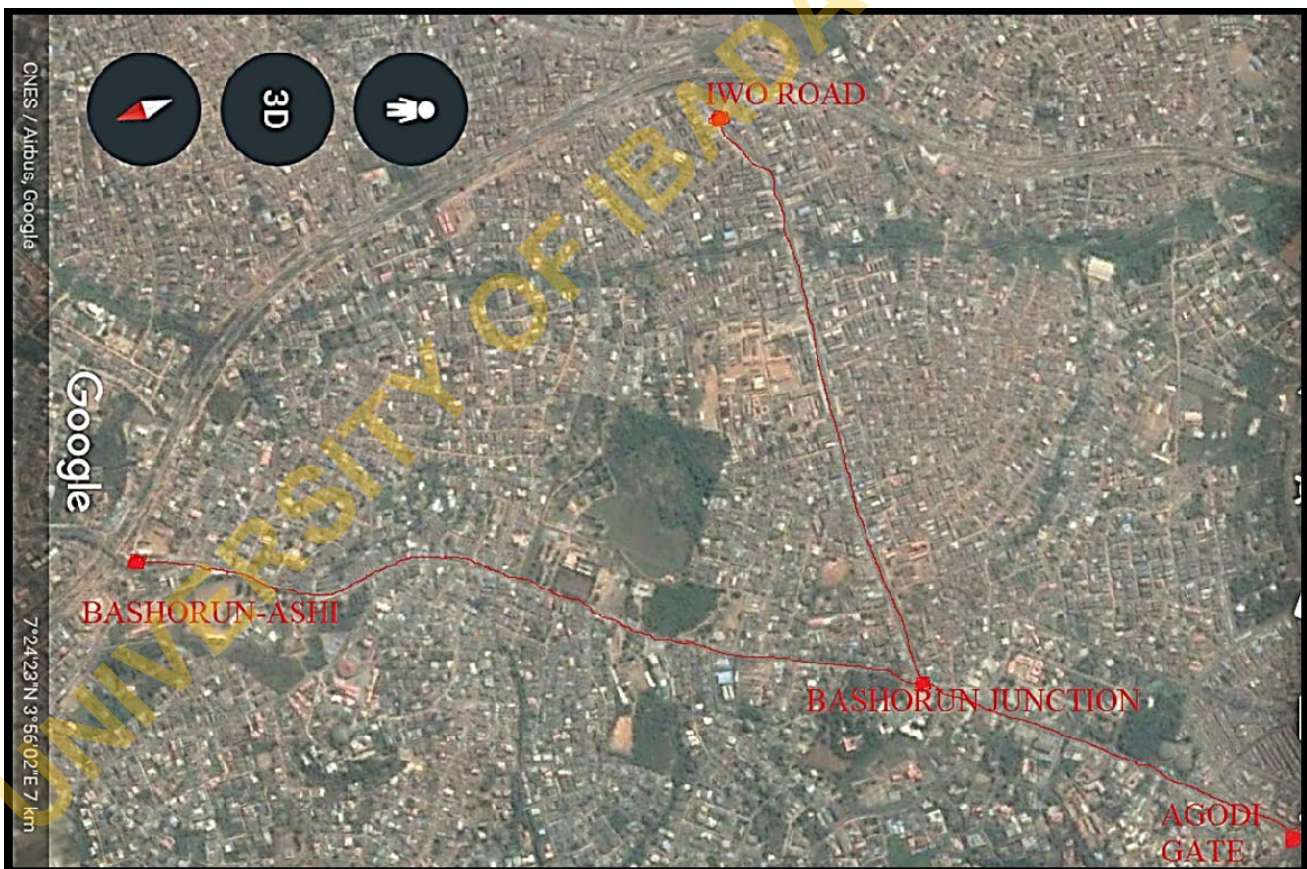 IWO ROAD
BASHORUN-ASHI
BASHORUN JUNCTION
AGODI
GATE
3D
Google
CNES / Airbus, Google
7°24'23"N 3°56'02"E 7 km
UNIVERSITY OF IBADA